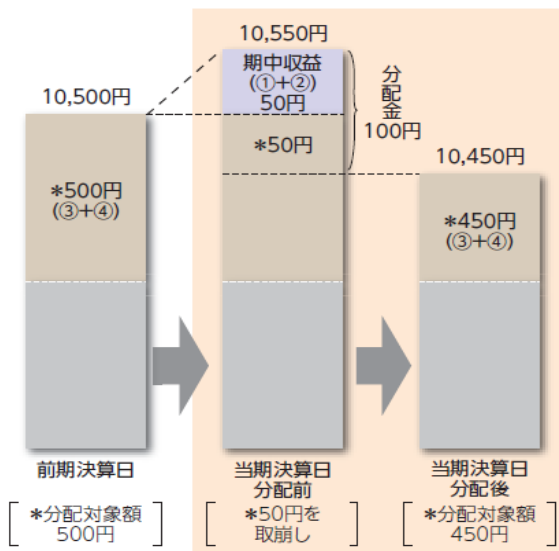 10,500円
*500円
(③+④)
前期決算日
*分配対象額
500円
10,550円
期中収益
(①+②)
50円
*50円
分配金
100円
当期決算日
分配前
*50円を
取崩し
10,450円
*450円
(③+④)
当期決算日
分配後
*分配対象額
450円